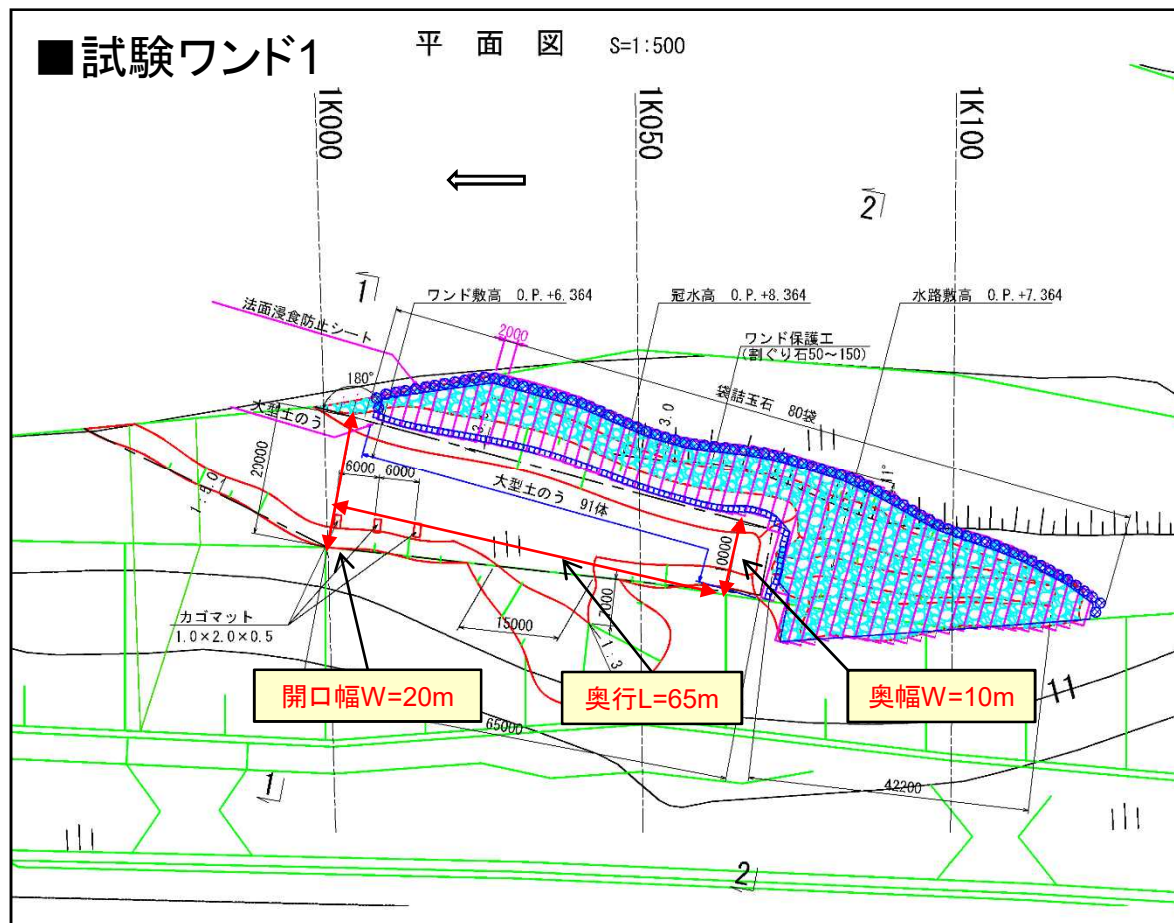 ■試験ワンド1
平 面 図 S=1:500
1K000
1K050
1K100
2
1
ワンド敷高 O.P.+6.364
冠水高 O.P.+8.364
水路敷高 O.P.+7.364
法面浸食防止シート
2000
ワンド保護工
(割ぐり石50～150)
180°
袋詰玉石 80袋
3.0
大型土のう
20000
6000
6000
大型土のう 91体
10000
カゴマット
1.0×2.0×0.5
15000
1:3
開口幅W=20m
奥行L=65m
奥幅W=10m
11
65000
42200
1
2